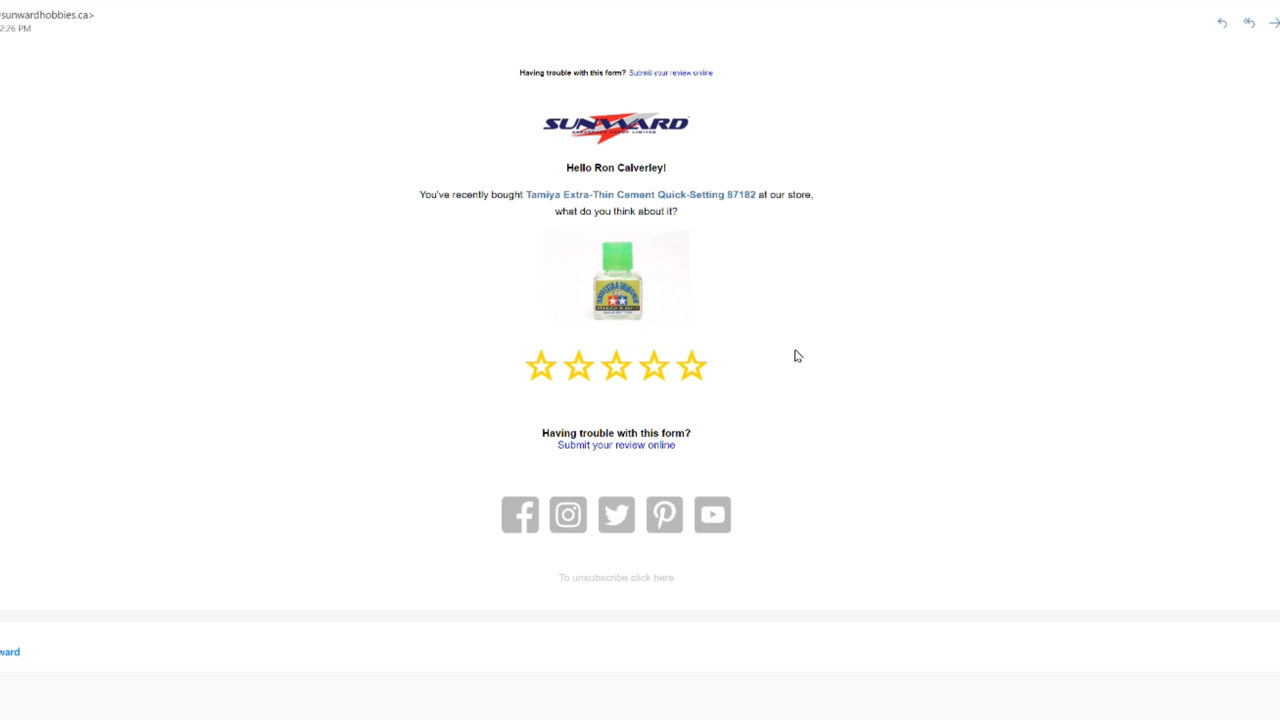 sunwardhobbies.ca>
2:26 PM
Having trouble with this form? Submit your review online
SUNWARD
Hello Ron Calverley!
You've recently bought Tamiya Extra-Thin Cement Quick-Setting 87182 at our store,
what do you think about it?
Having trouble with this form?
Submit your review online
To unsubscribe click here
ward